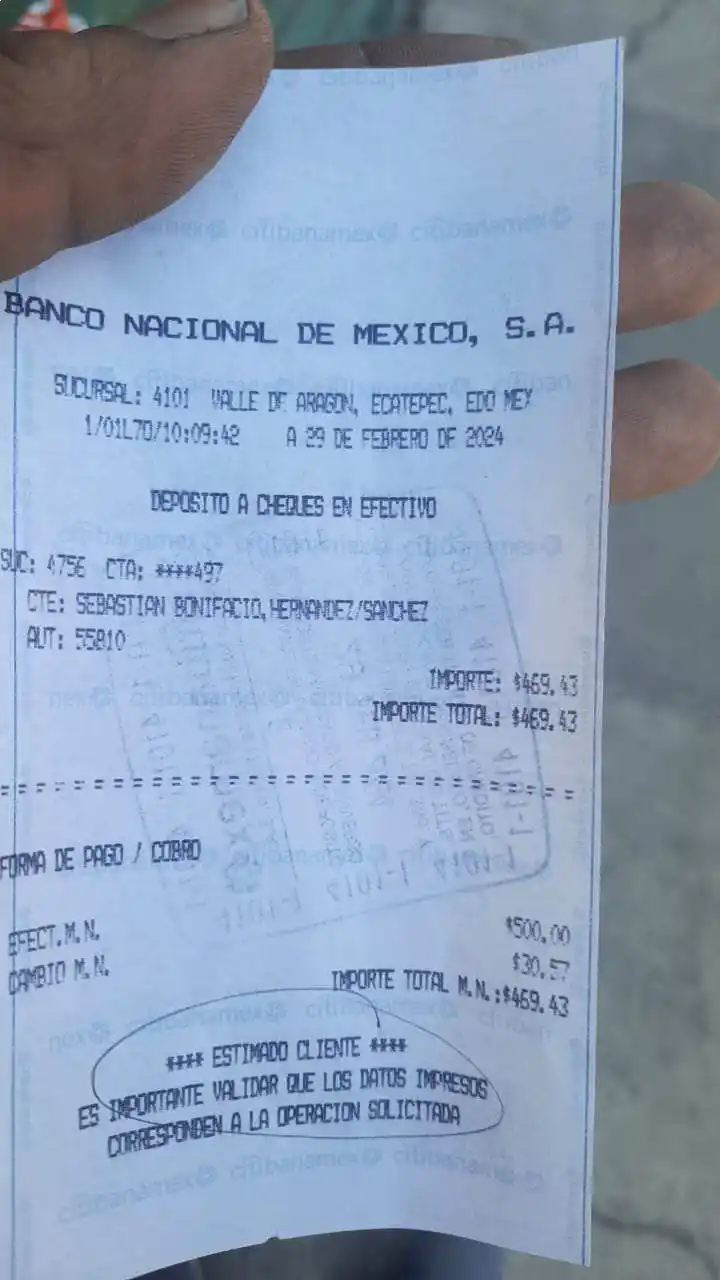 BANCO NACIONAL DE MEXICO, S.A.
SUCURSAL: 4101 VALLE DE ARAGON, ECATEPEC, EDO MEX
1/01L70/10:09:42 A 29 DE FEBRERO DE 2024
DEPOSITO A CHEQUES EN EFECTIVO
SUC: 4756 CTA: ****497
CTE: SEBASTIAN BONIFACIO,HERNANDEZ/SANCHEZ
AUT: 55810
IMPORTE: $469.43
IMPORTE TOTAL: $469.43
FORMA DE PAGO / COBRO
EFECT.M.N. $500.00
CAMBIO M.N. $30.57
IMPORTE TOTAL M.N.:$469.43
**** ESTIMADO CLIENTE ****
ES IMPORTANTE VALIDAR QUE LOS DATOS IMPRESOS
CORRESPONDEN A LA OPERACION SOLICITADA
citibanamex citibanamex